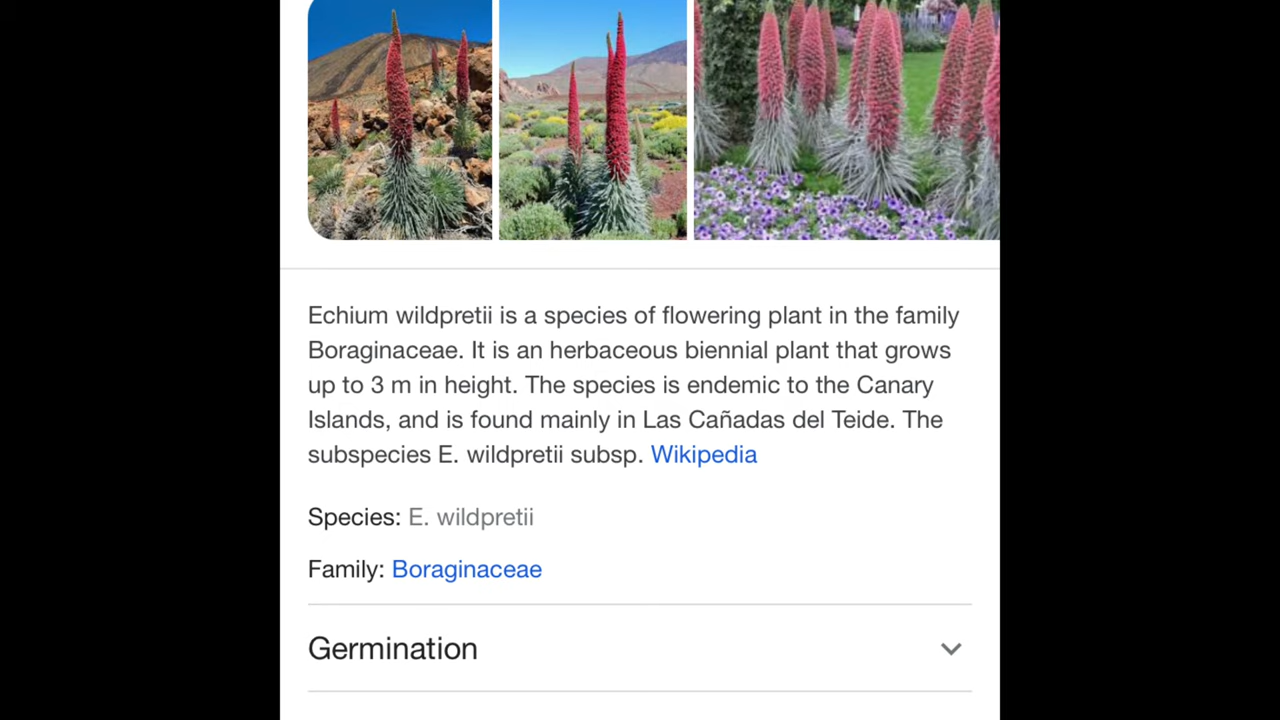 Echium wildpretii is a species of flowering plant in the family
Boraginaceae. It is an herbaceous biennial plant that grows
up to 3 m in height. The species is endemic to the Canary
Islands, and is found mainly in Las Cañadas del Teide. The
subspecies E. wildpretii subsp. Wikipedia
Species: E. wildpretii
Family: Boraginaceae
Germination